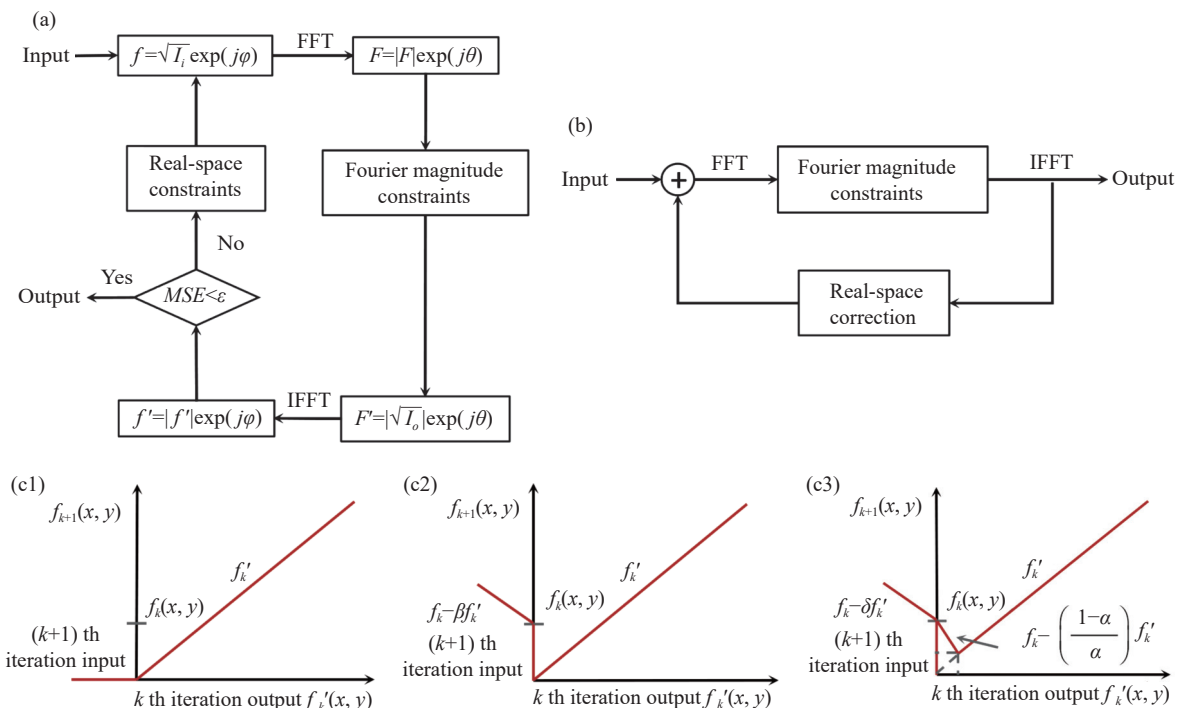 (a)
Input
f=√I_i exp(jφ)
FFT
F=|F|exp(jθ)
Real-space
constraints
Fourier magnitude
constraints
No
Yes
Output
MSE<ε
f'=|f'|exp(jφ)
IFFT
F'=|√I_o|exp(jθ)
(b)
Input
+
FFT
Fourier magnitude
constraints
IFFT
Output
Real-space
correction
(c1)
f_{k+1}(x, y)
f_k'
f_k(x, y)
(k+1) th
iteration input
k th iteration output f_k'(x, y)
(c2)
f_{k+1}(x, y)
f_k'
f_k(x, y)
f_k−βf_k'
(k+1) th
iteration input
k th iteration output f_k'(x, y)
(c3)
f_{k+1}(x, y)
f_k'
f_k(x, y)
f_k−δf_k'
(k+1) th
iteration input
f_k−((1−α)/α)f_k'
k th iteration output f_k'(x, y)